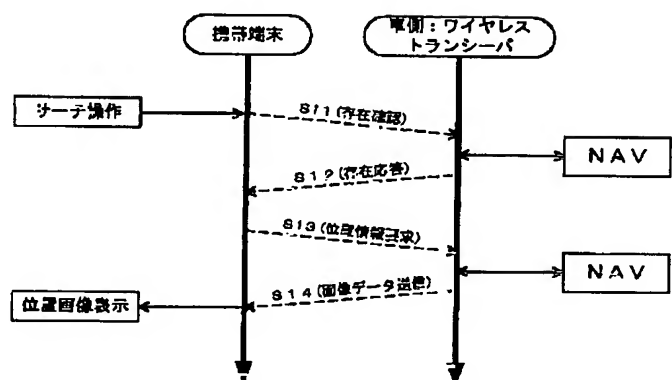 携帯端末
車側：ワイヤレス
トランシーバ
サーチ操作
S11(存在確認)
NAV
S12(存在応答)
S13(位置情報要求)
NAV
S14(画像データ送信)
位置画像表示